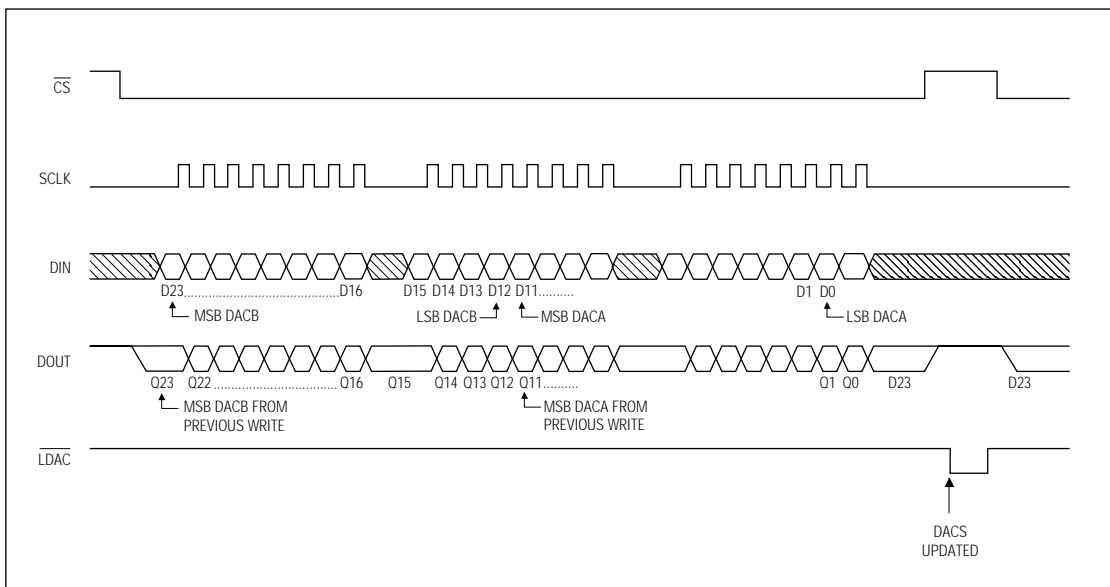 CS
SCLK
DIN
D23........................................D16 D15 D14 D13 D12 D11..........D1 D0
MSB DACB LSB DACB MSB DACA LSB DACA
DOUT
Q23 Q22................................Q16 Q15 Q14 Q13 Q12 Q11..........Q1 Q0 D23 D23
MSB DACB FROM PREVIOUS WRITE
MSB DACA FROM PREVIOUS WRITE
LDAC
DACS
UPDATED